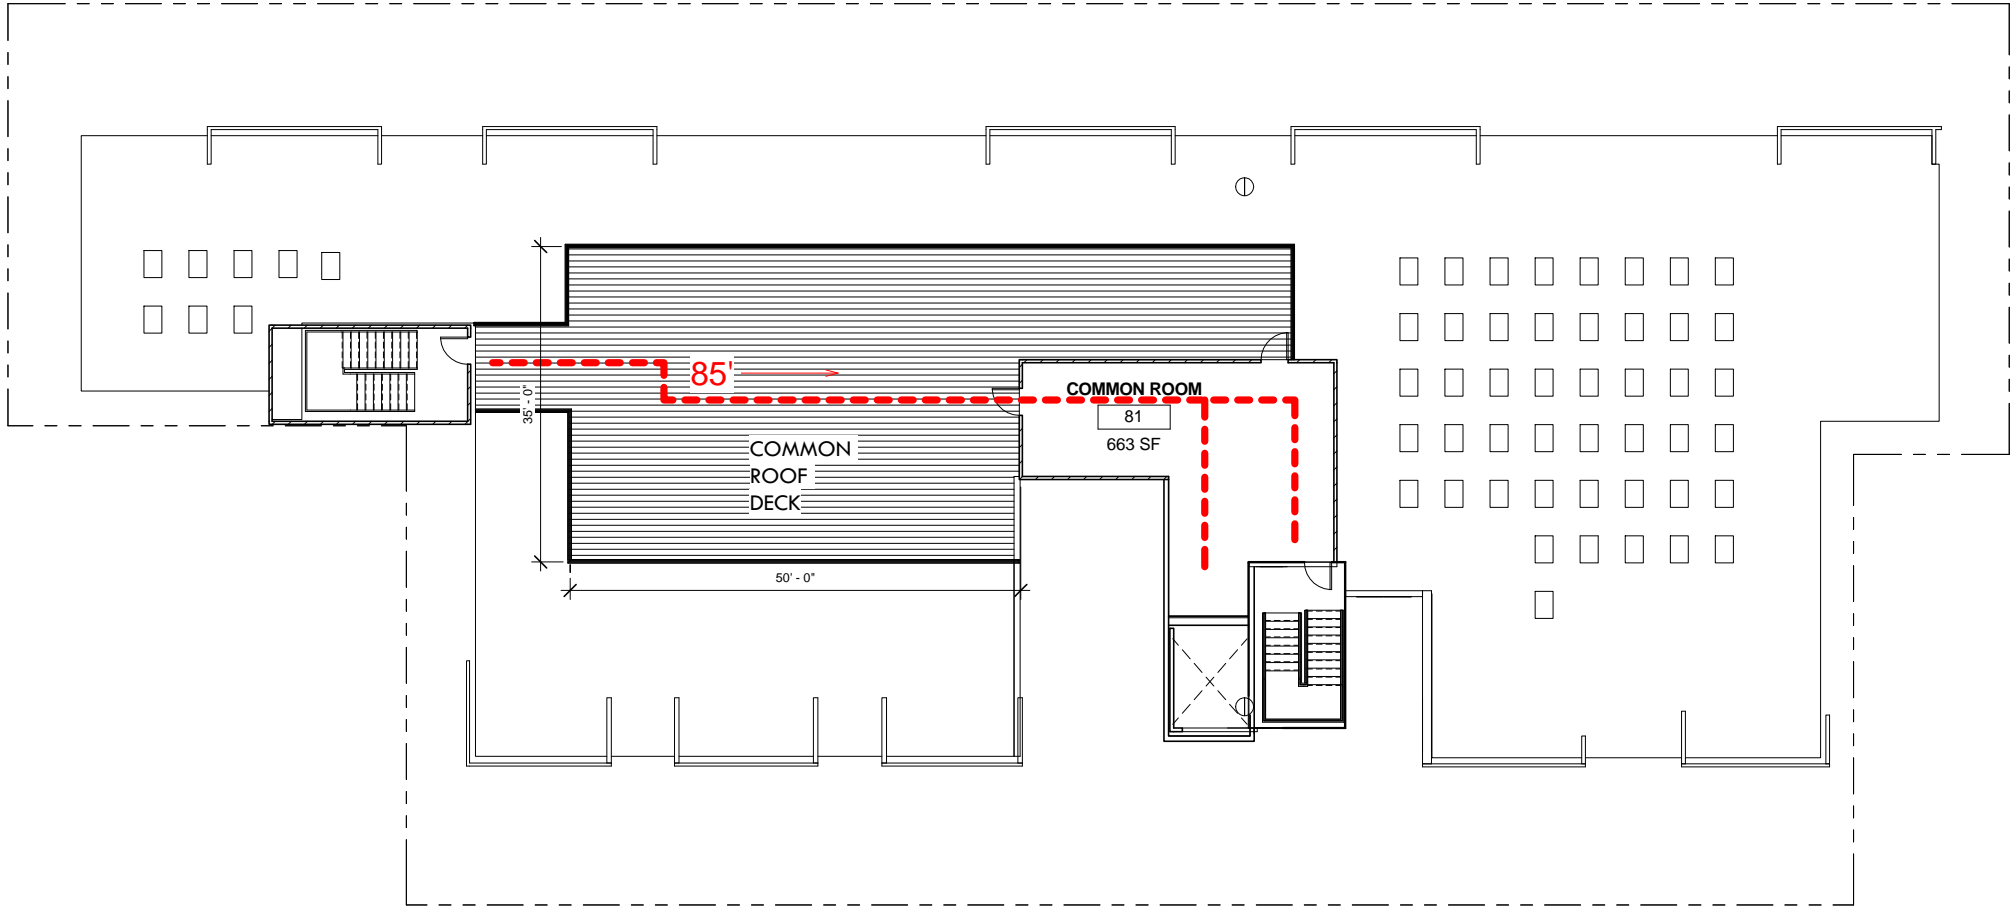 85'
35' - 0"
COMMON ROOM
81
663 SF
COMMON
ROOF
DECK
50' - 0"